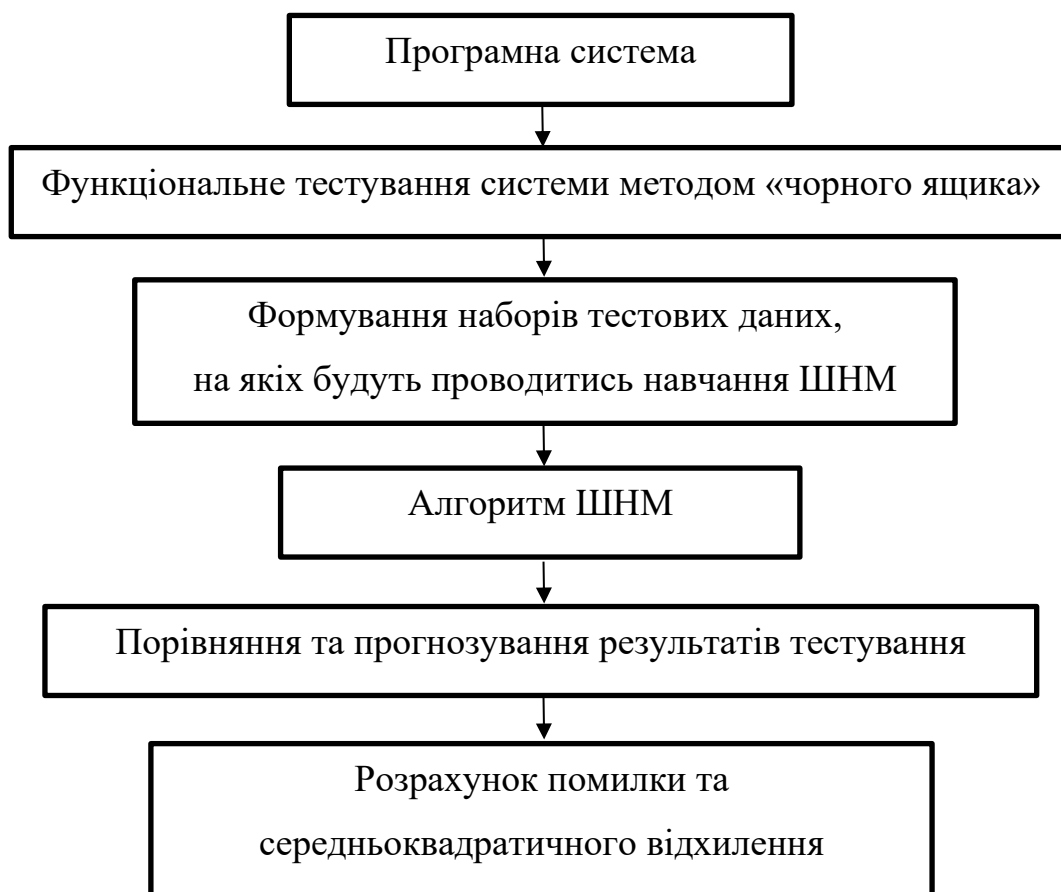 Програмна система
Функціональне тестування системи методом «чорного ящика»
Формування наборів тестових даних,
на якіх будуть проводитись навчання ШНМ
Алгоритм ШНМ
Порівняння та прогнозування результатів тестування
Розрахунок помилки та
середньоквадратичного відхилення